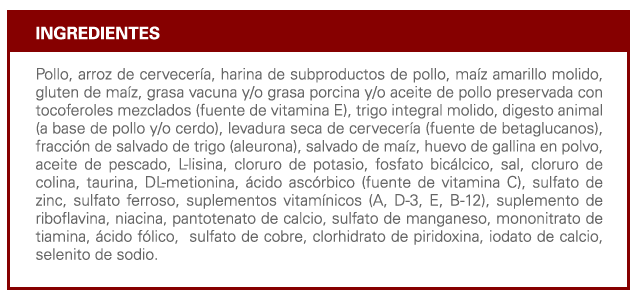 INGREDIENTES
Pollo, arroz de cervecería, harina de subproductos de pollo, maíz amarillo molido,
gluten de maíz, grasa vacuna y/o grasa porcina y/o aceite de pollo preservada con
tocoferoles mezclados (fuente de vitamina E), trigo integral molido, digesto animal
(a base de pollo y/o cerdo), levadura seca de cervecería (fuente de betaglucanos),
fracción de salvado de trigo (aleurona), salvado de maíz, huevo de gallina en polvo,
aceite de pescado, L-lisina, cloruro de potasio, fosfato bicálcico, sal, cloruro de
colina, taurina, DL-metionina, ácido ascórbico (fuente de vitamina C), sulfato de
zinc, sulfato ferroso, suplementos vitamínicos (A, D-3, E, B-12), suplemento de
riboflavina, niacina, pantotenato de calcio, sulfato de manganeso, mononitrato de
tiamina, ácido fólico,  sulfato de cobre, clorhidrato de piridoxina, iodato de calcio,
selenito de sodio.